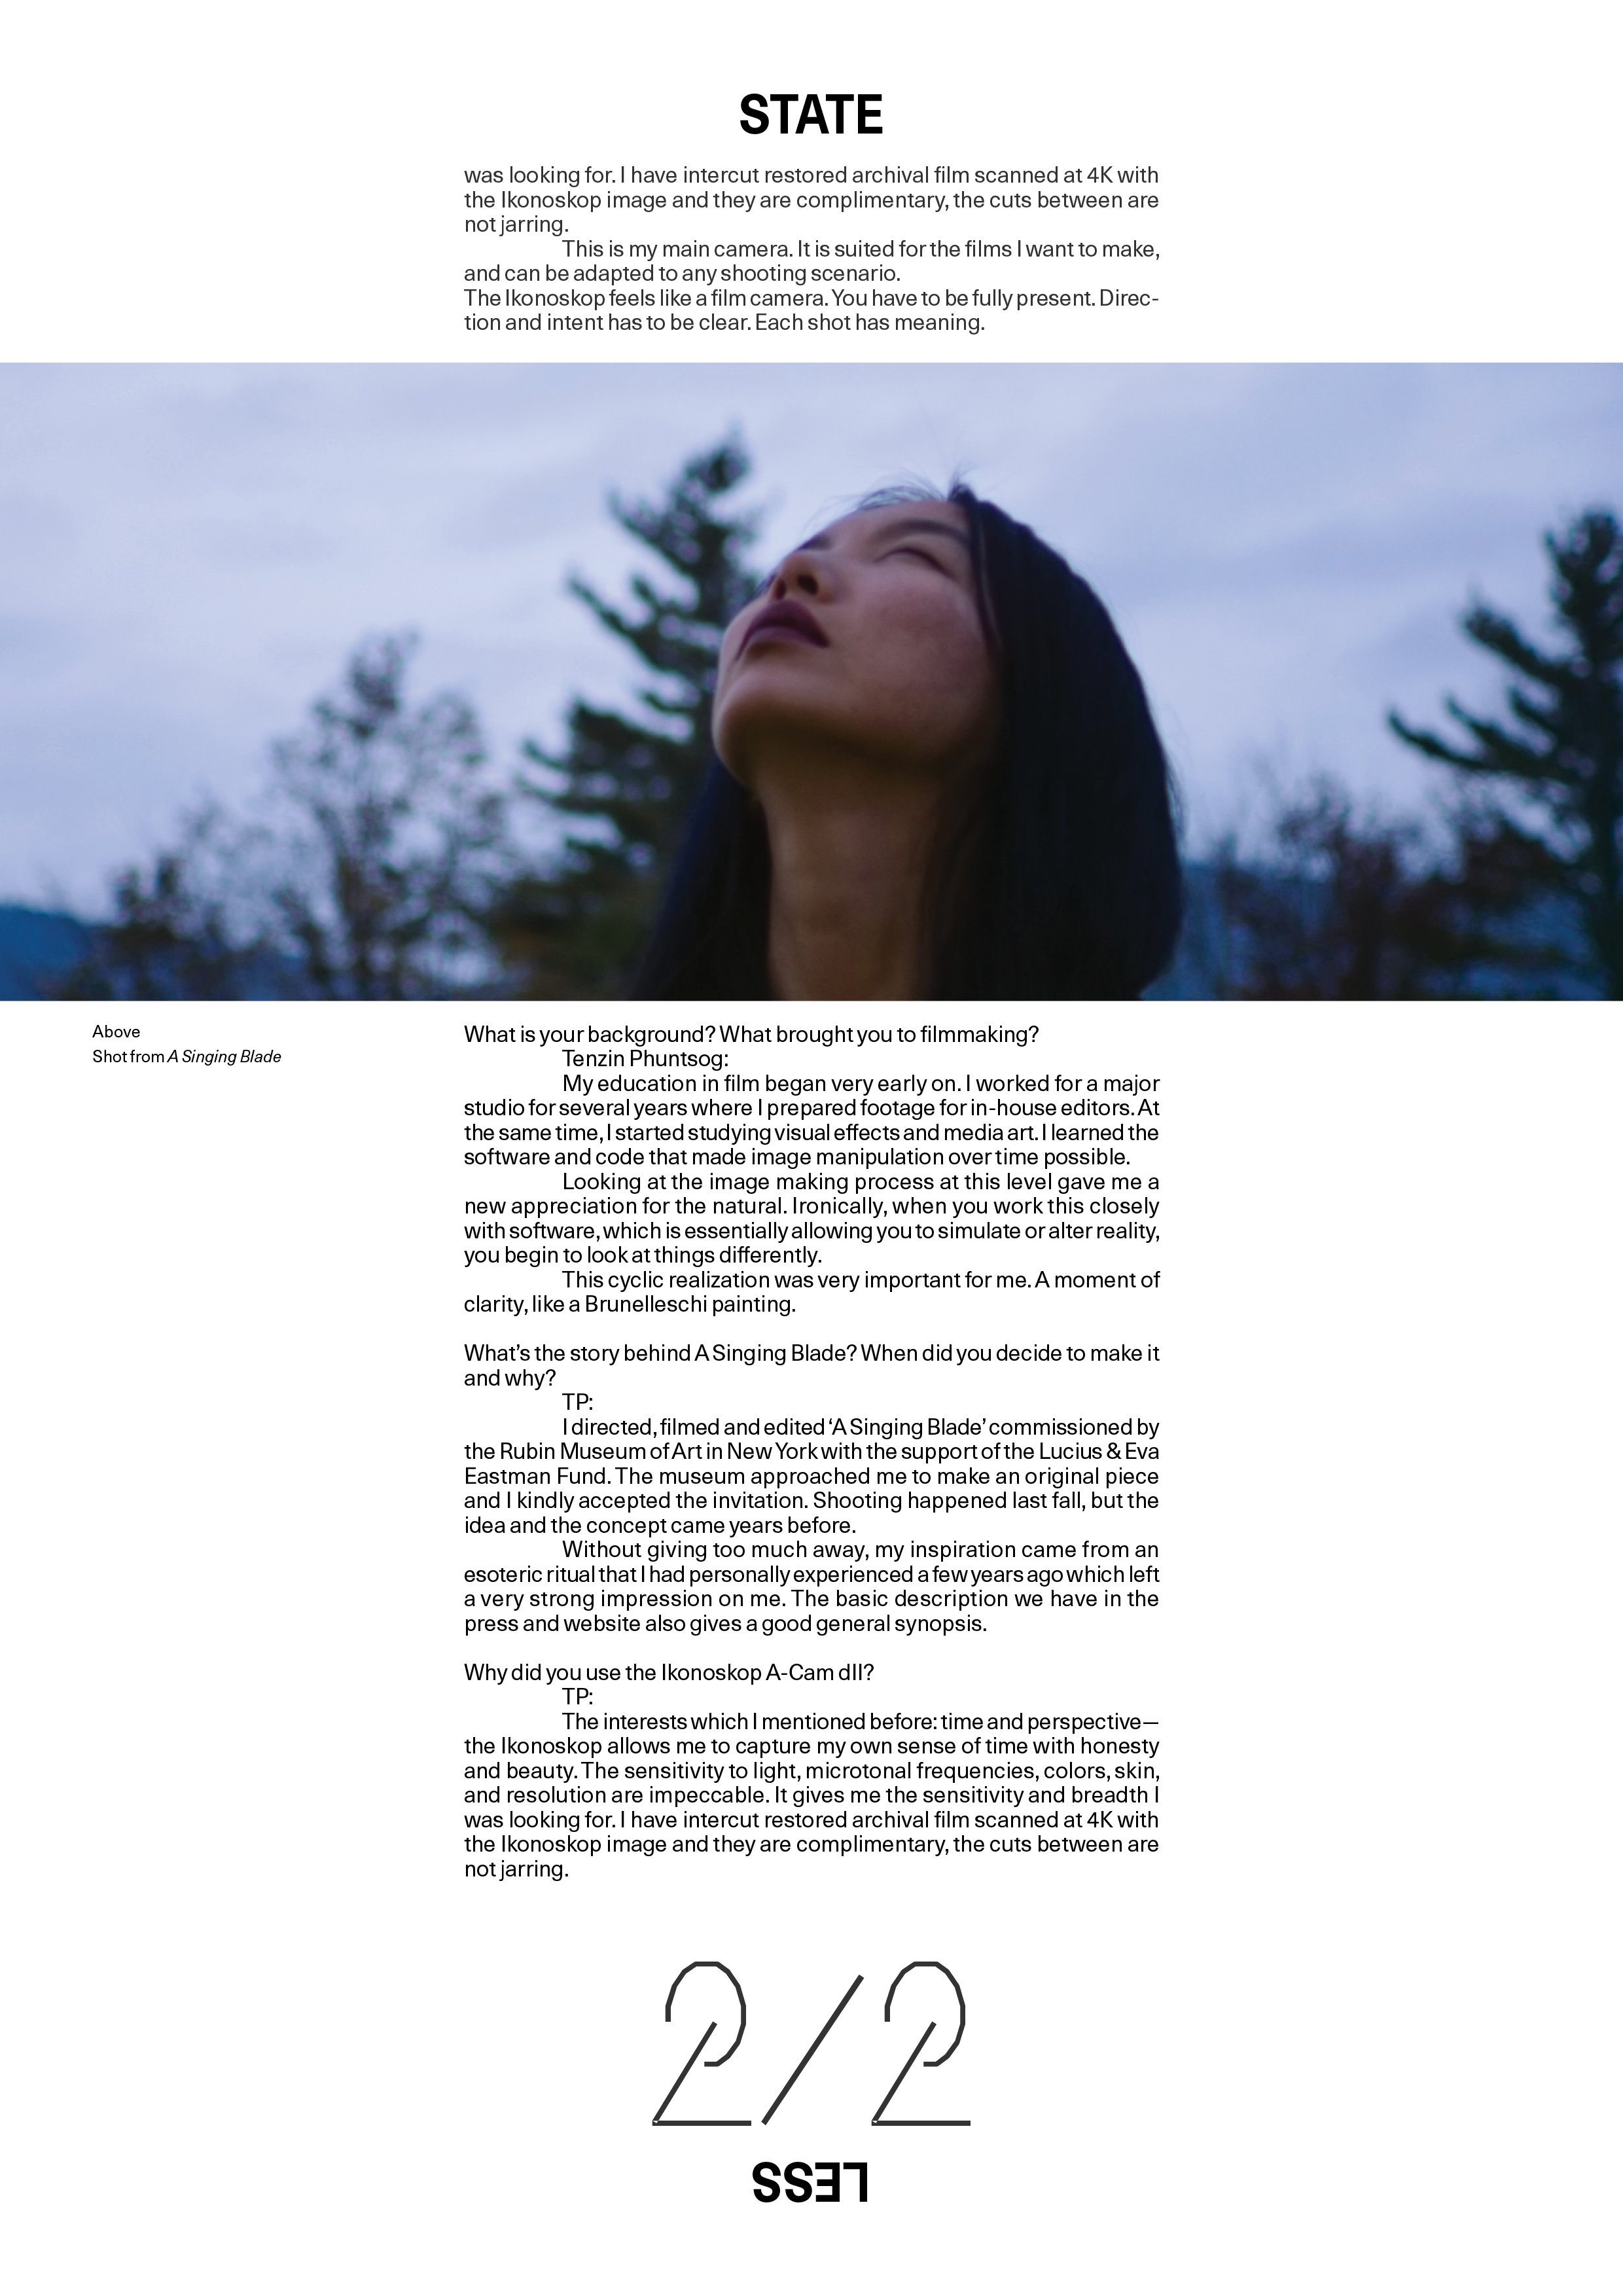 STATE
was looking for. I have intercut restored archival film scanned at 4K with
the Ikonoskop image and they are complimentary, the cuts between are
not jarring.
This is my main camera. It is suited for the films I want to make,
and can be adapted to any shooting scenario.
The Ikonoskop feels like a film camera. You have to be fully present. Direc-
tion and intent has to be clear. Each shot has meaning.
Above
Shot from A Singing Blade
What is your background? What brought you to filmmaking?
Tenzin Phuntsog:
My education in film began very early on. I worked for a major
studio for several years where I prepared footage for in-house editors. At
the same time, I started studying visual effects and media art. I learned the
software and code that made image manipulation over time possible.
Looking at the image making process at this level gave me a
new appreciation for the natural. Ironically, when you work this closely
with software, which is essentially allowing you to simulate or alter reality,
you begin to look at things differently.
This cyclic realization was very important for me. A moment of
clarity, like a Brunelleschi painting.
What’s the story behind A Singing Blade? When did you decide to make it
and why?
TP:
I directed, filmed and edited ‘A Singing Blade’ commissioned by
the Rubin Museum of Art in New York with the support of the Lucius & Eva
Eastman Fund. The museum approached me to make an original piece
and I kindly accepted the invitation. Shooting happened last fall, but the
idea and the concept came years before.
Without giving too much away, my inspiration came from an
esoteric ritual that I had personally experienced a few years ago which left
a very strong impression on me. The basic description we have in the
press and website also gives a good general synopsis.
Why did you use the Ikonoskop A-Cam dII?
TP:
The interests which I mentioned before: time and perspective—
the Ikonoskop allows me to capture my own sense of time with honesty
and beauty. The sensitivity to light, microtonal frequencies, colors, skin,
and resolution are impeccable. It gives me the sensitivity and breadth I
was looking for. I have intercut restored archival film scanned at 4K with
the Ikonoskop image and they are complimentary, the cuts between are
not jarring.
2/2
LESS